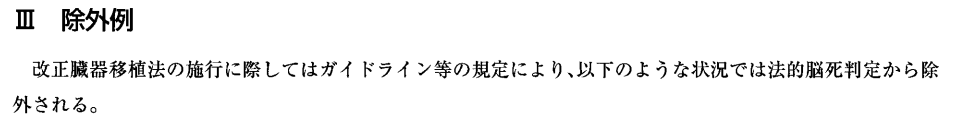 Ⅲ　除外例
改正臓器移植法の施行に際してはガイドライン等の規定により、以下のような状況では法的脳死判定から除
外される。